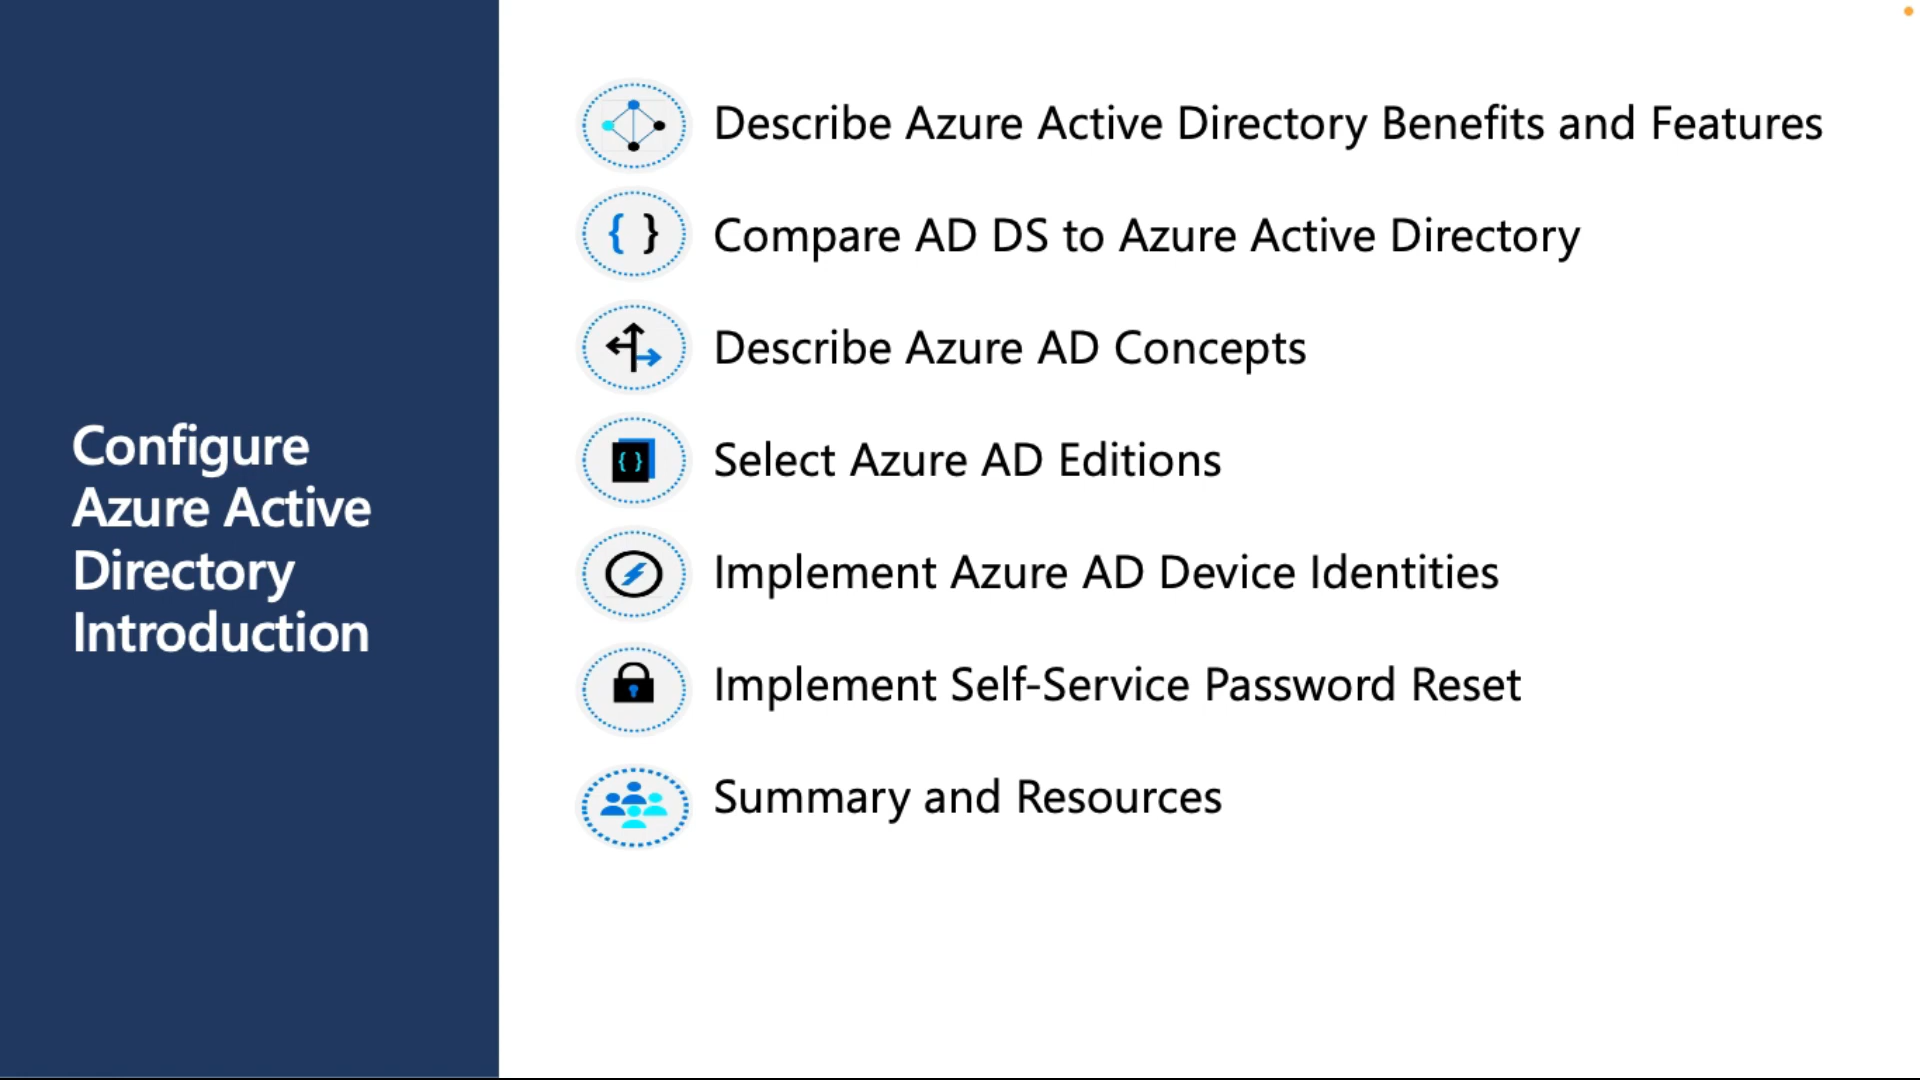 Configure
Azure Active
Directory
Introduction
Describe Azure Active Directory Benefits and Features
{ } Compare AD DS to Azure Active Directory
Describe Azure AD Concepts
{ } Select Azure AD Editions
Implement Azure AD Device Identities
Implement Self-Service Password Reset
Summary and Resources